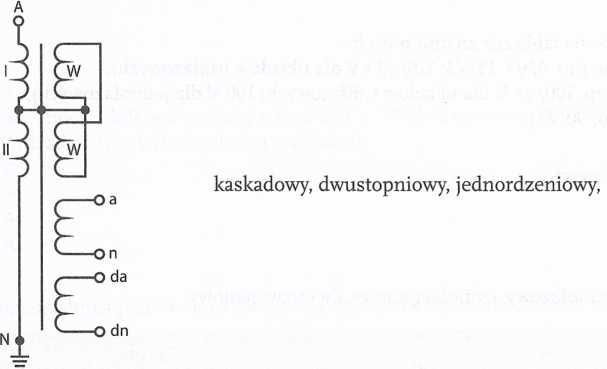 A
I
W
II
W
a
kaskadowy, dwustopniowy, jednordzeniowy,
n
da
dn
N